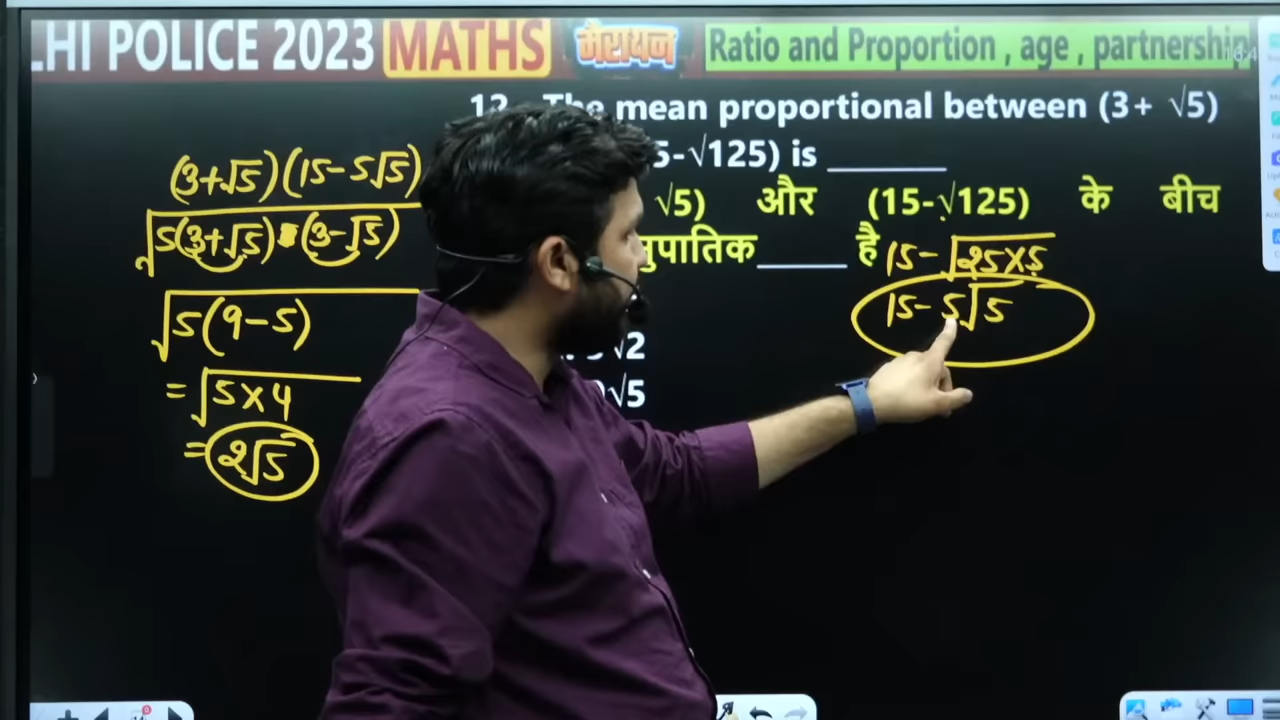 HI POLICE 2023 MATHS मैराथन Ratio and Proportion , age , partnership
12. The mean proportional between (3+ √5)
5-√125) is ______
√5) और (15-√125) के बीच
नुपातिक______ है
√2
√5
(3+√5)(15-5√5)
√5(3+√5) (3-√5)
√5(9-5)
= √5×4
= 2√5
15-√25×5
15-5√5